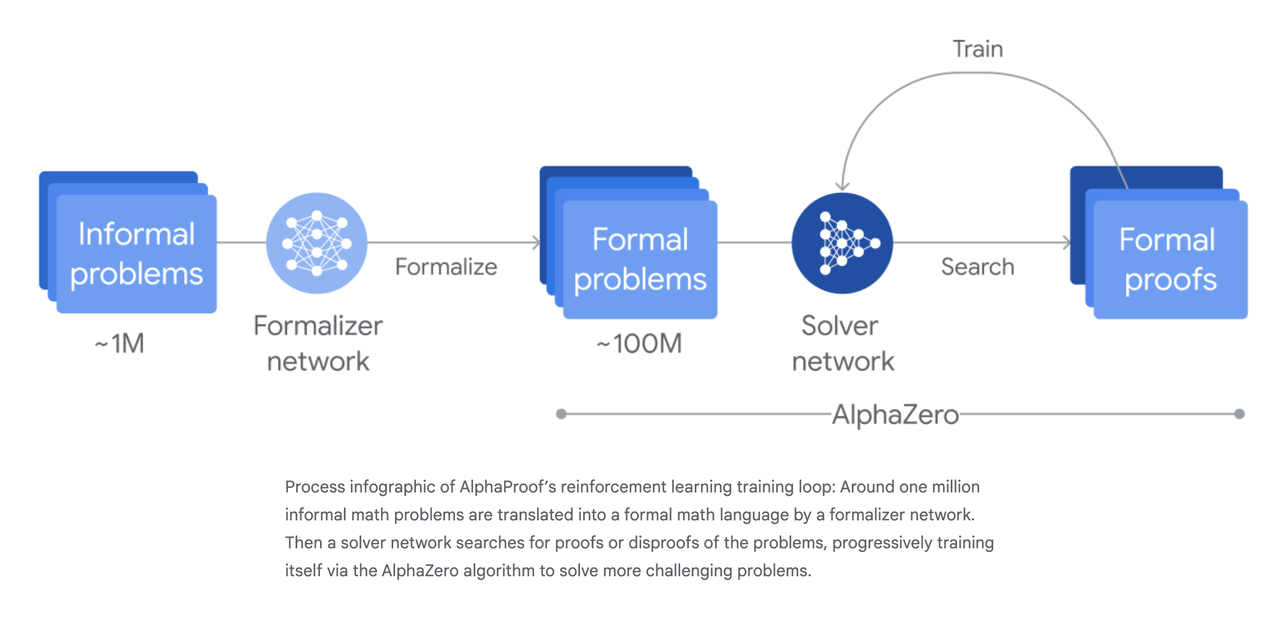 Train
Informal
problems
~1M
Formalizer
network
Formalize
Formal
problems
~100M
Solver
network
Search
Formal
proofs
AlphaZero
Process infographic of AlphaProof’s reinforcement learning training loop: Around one million
informal math problems are translated into a formal math language by a formalizer network.
Then a solver network searches for proofs or disproofs of the problems, progressively training
itself via the AlphaZero algorithm to solve more challenging problems.